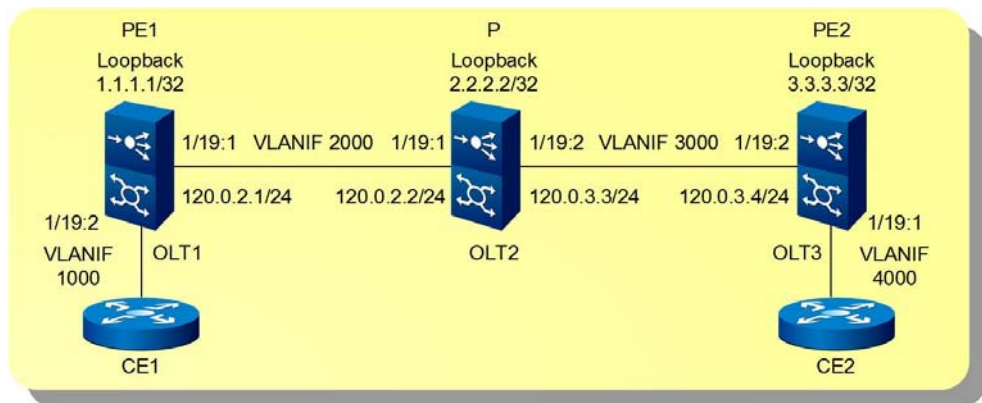 PE1
Loopback
1.1.1.1/32
P
Loopback
2.2.2.2/32
PE2
Loopback
3.3.3.3/32
1/19:1
VLANIF 2000
1/19:1
1/19:2
VLANIF 3000
1/19:2
120.0.2.1/24
120.0.2.2/24
120.0.3.3/24
120.0.3.4/24
1/19:2
VLANIF
1000
OLT1
OLT2
OLT3
1/19:1
VLANIF
4000
CE1
CE2